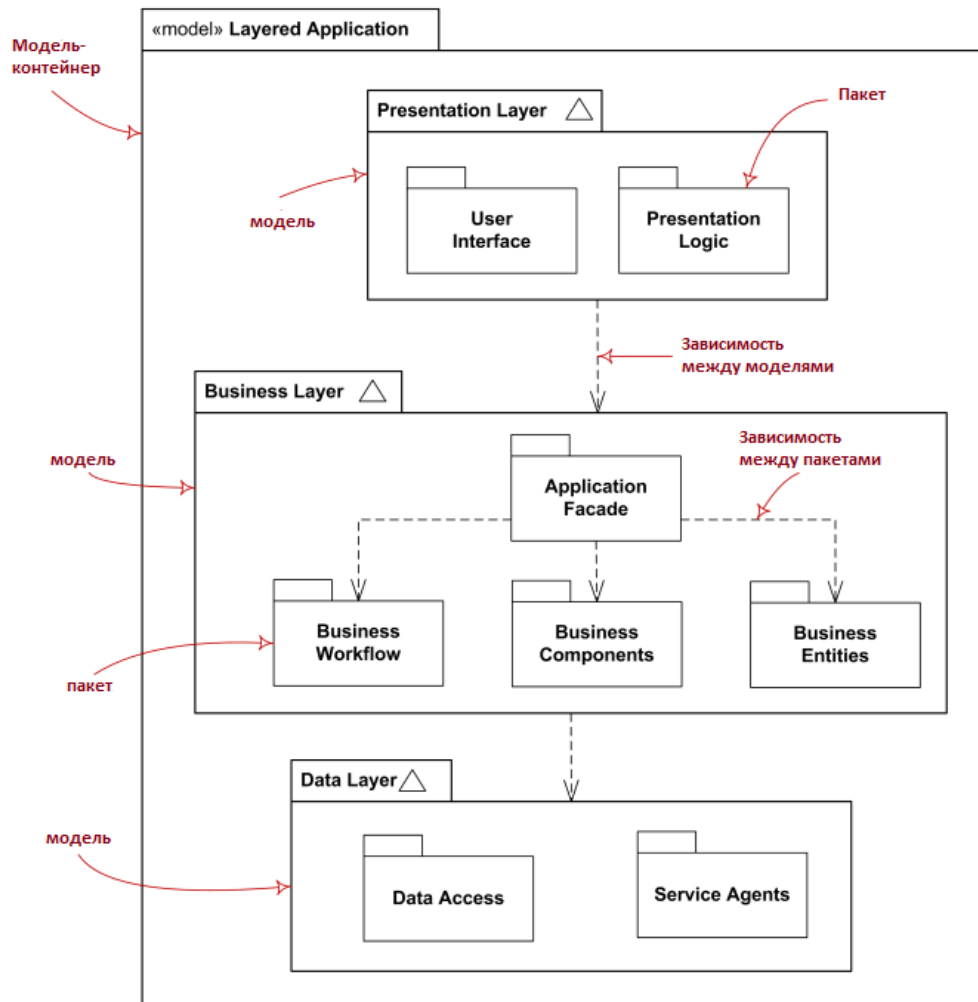 «model» Layered Application
Модель-
контейнер
Presentation Layer
Пакет
модель
User
Interface
Presentation
Logic
Зависимость
между моделями
Business Layer
Зависимость
между пакетами
модель
Application
Facade
Business
Workflow
Business
Components
Business
Entities
пакет
Data Layer
модель
Data Access
Service Agents